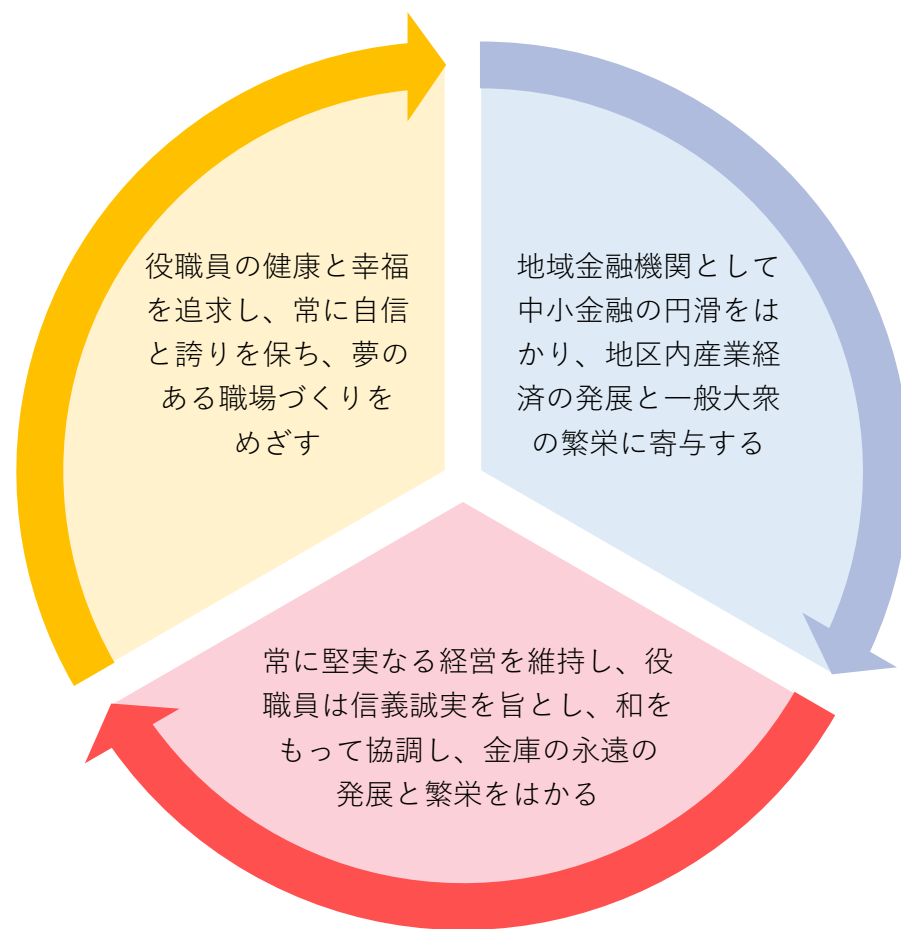 役職員の健康と幸福
を追求し、常に自信
と誇りを保ち、夢の
ある職場づくりを
めざす
地域金融機関として
中小金融の円滑をは
かり、地区内産業経
済の発展と一般大衆
の繁栄に寄与する
常に堅実なる経営を維持し、役
職員は信義誠実を旨とし、和を
もって協調し、金庫の永遠の
発展と繁栄をはかる